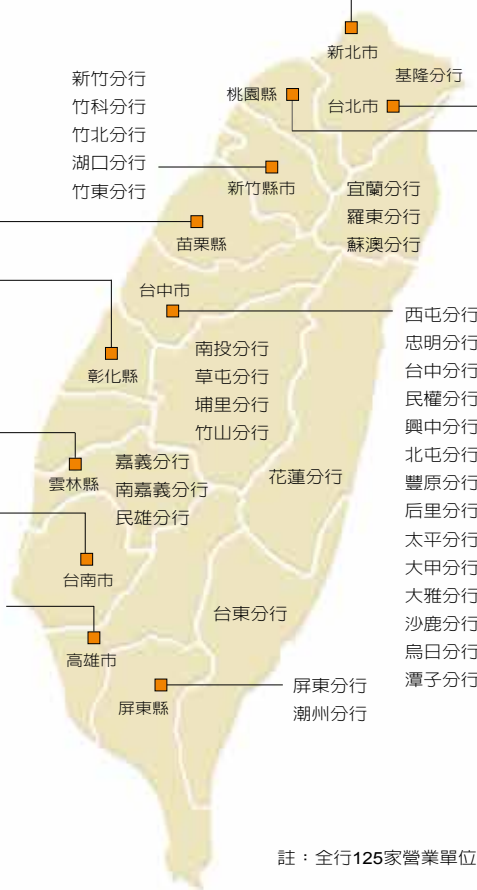 新北市
基隆分行
桃園縣
台北市
新竹分行
竹科分行
竹北分行
湖口分行
竹東分行
新竹縣市
宜蘭分行
羅東分行
蘇澳分行
苗栗縣
台中市
西屯分行
忠明分行
台中分行
民權分行
興中分行
北屯分行
豐原分行
后里分行
太平分行
大甲分行
大雅分行
沙鹿分行
烏日分行
潭子分行
彰化縣
南投分行
草屯分行
埔里分行
竹山分行
雲林縣
嘉義分行
南嘉義分行
民雄分行
花蓮分行
台南市
台東分行
高雄市
屏東縣
屏東分行
潮州分行
註：全行125家營業單位